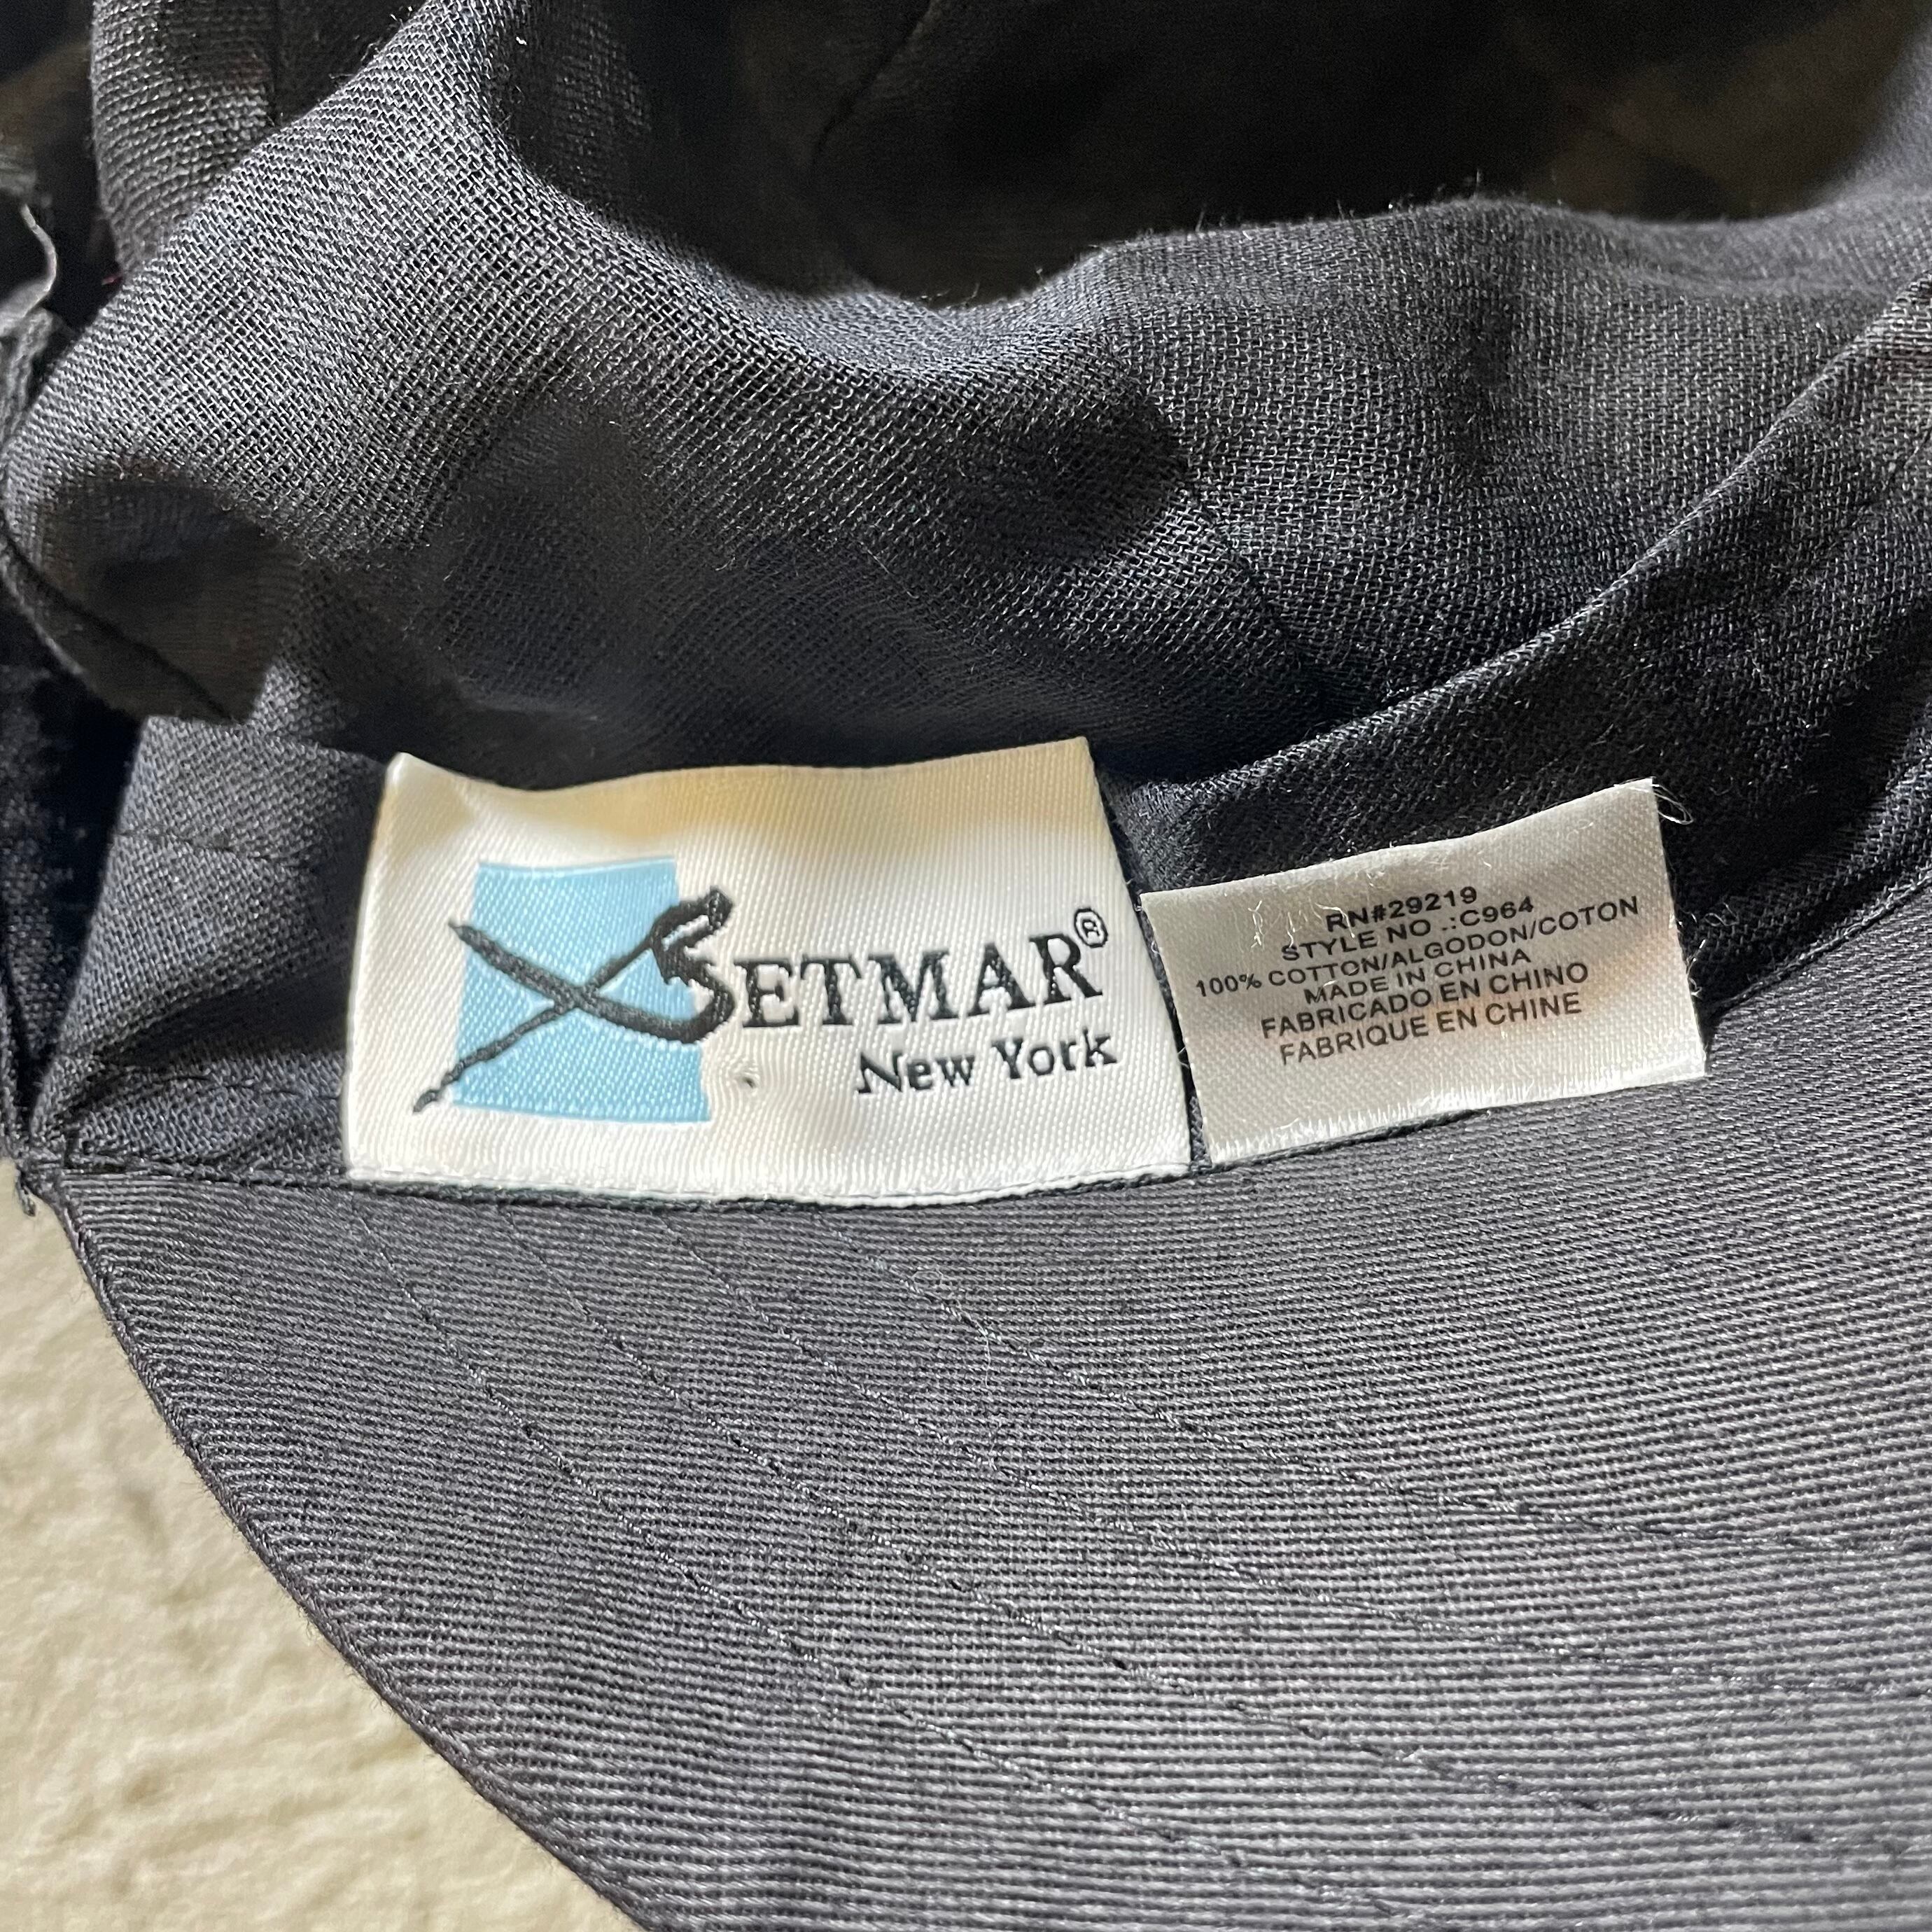 BETMAR®
New York
RN#29219
STYLE NO .:C964
100% COTTON/ALGODON/COTON
MADE IN CHINA
FABRICADO EN CHINO
FABRIQUE EN CHINE